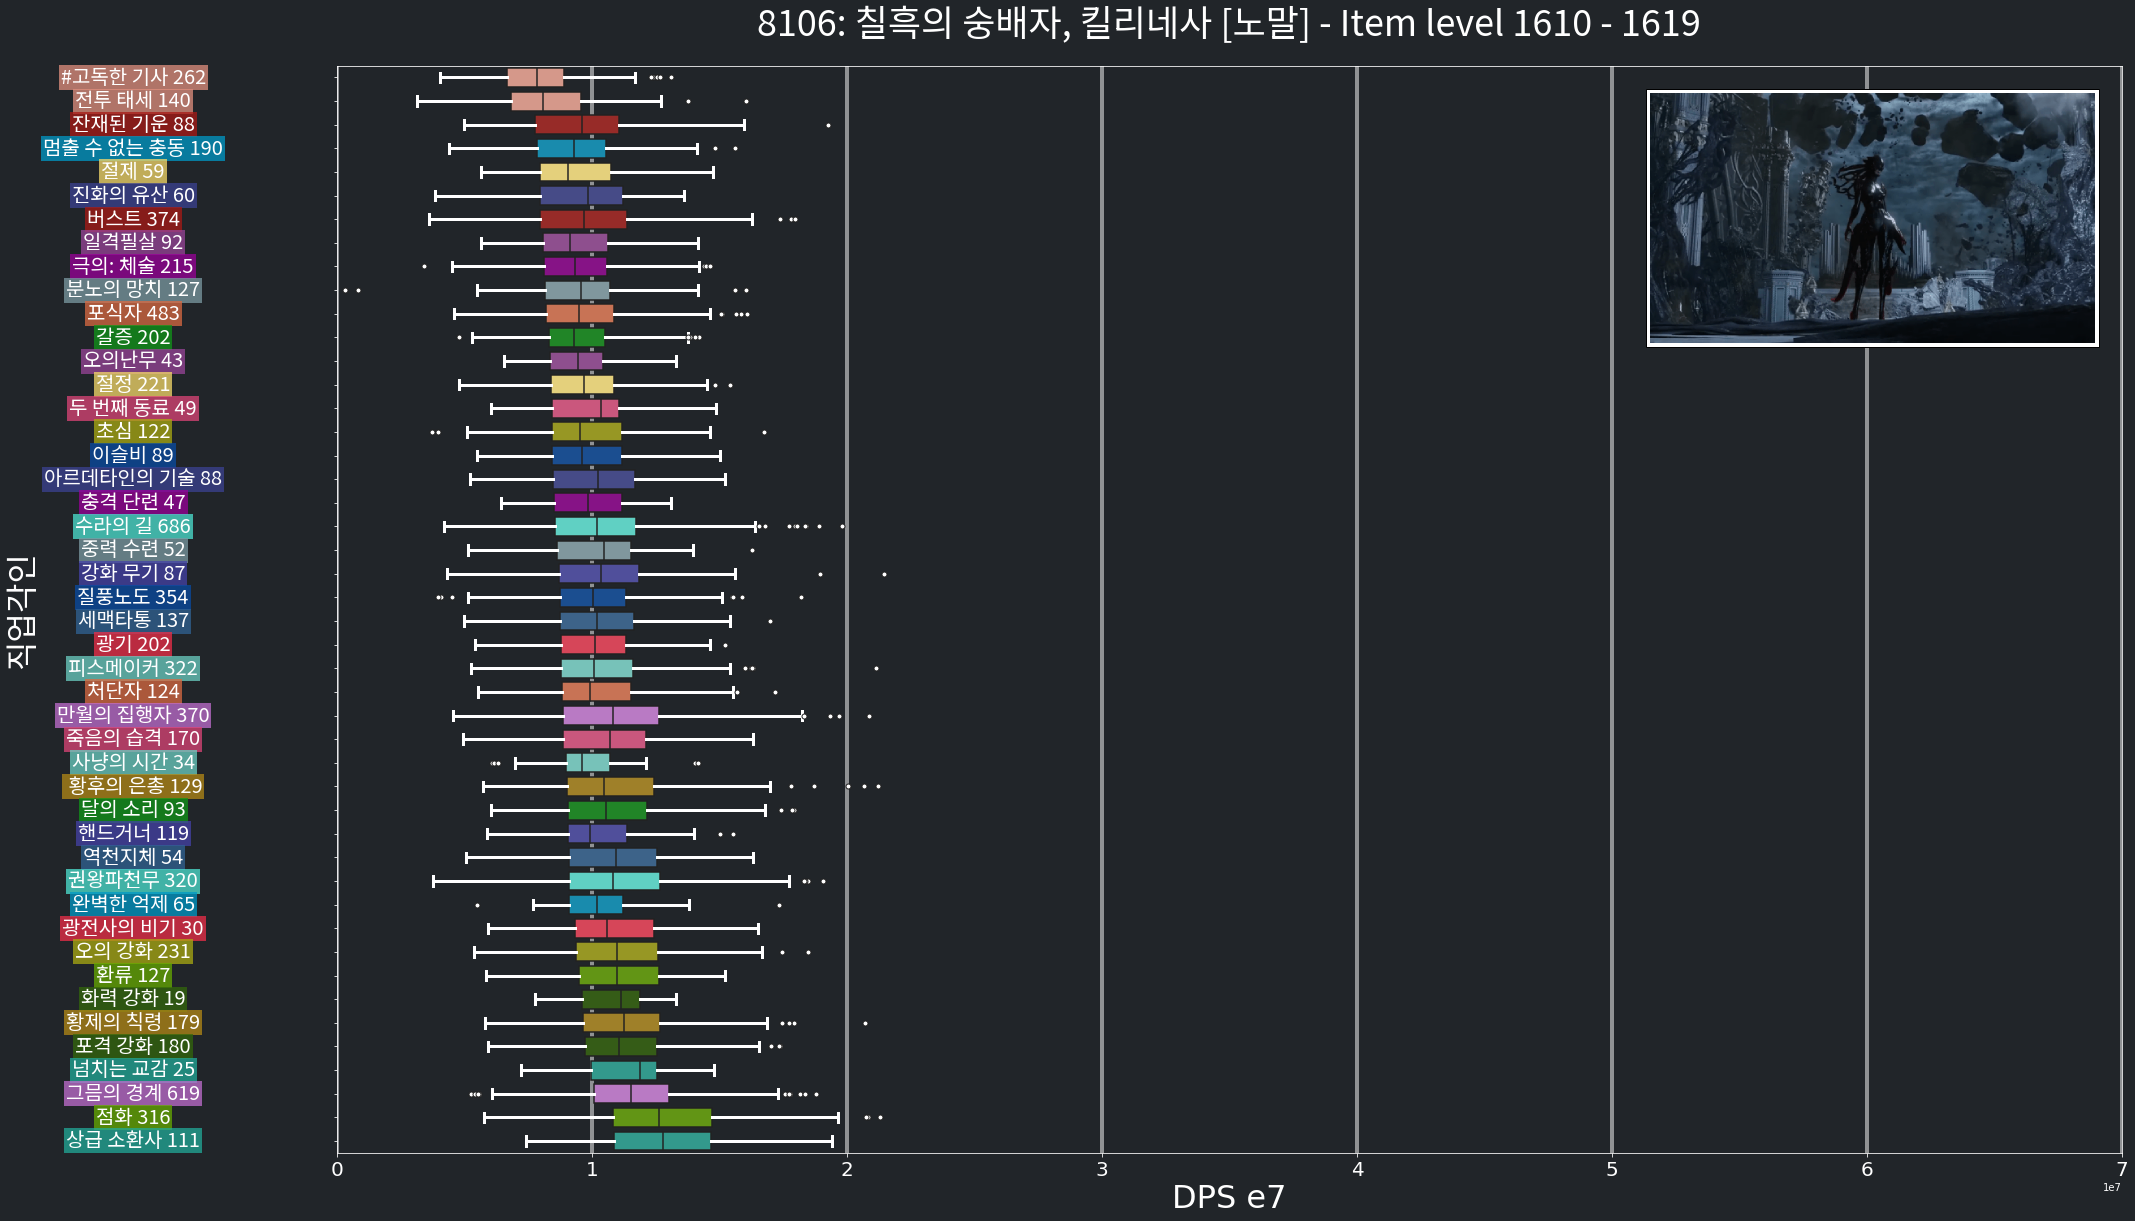 8106: 칠흑의 숭배자, 킬리네사 [노말] - Item level 1610 - 1619
#고독한 기사 262
전투 태세 140
잔재된 기운 88
멈출 수 없는 충동 190
절제 59
진화의 유산 60
버스트 374
일격필살 92
극의: 체술 215
분노의 망치 127
포식자 483
갈증 202
오의난무 43
절정 221
두 번째 동료 49
초심 122
이슬비 89
아르데타인의 기술 88
충격 단련 47
수라의 길 686
중력 수련 52
강화 무기 87
질풍노도 354
세맥타통 137
광기 202
피스메이커 322
처단자 124
만월의 집행자 370
죽음의 습격 170
사냥의 시간 34
황후의 은총 129
달의 소리 93
핸드거너 119
역천지체 54
권왕파천무 320
완벽한 억제 65
광전사의 비기 30
오의 강화 231
환류 127
화력 강화 19
황제의 칙령 179
포격 강화 180
넘치는 교감 25
그믐의 경계 619
점화 316
상급 소환사 111
직업각인
0 1 2 3 4 5 6 7
1e7
DPS e7